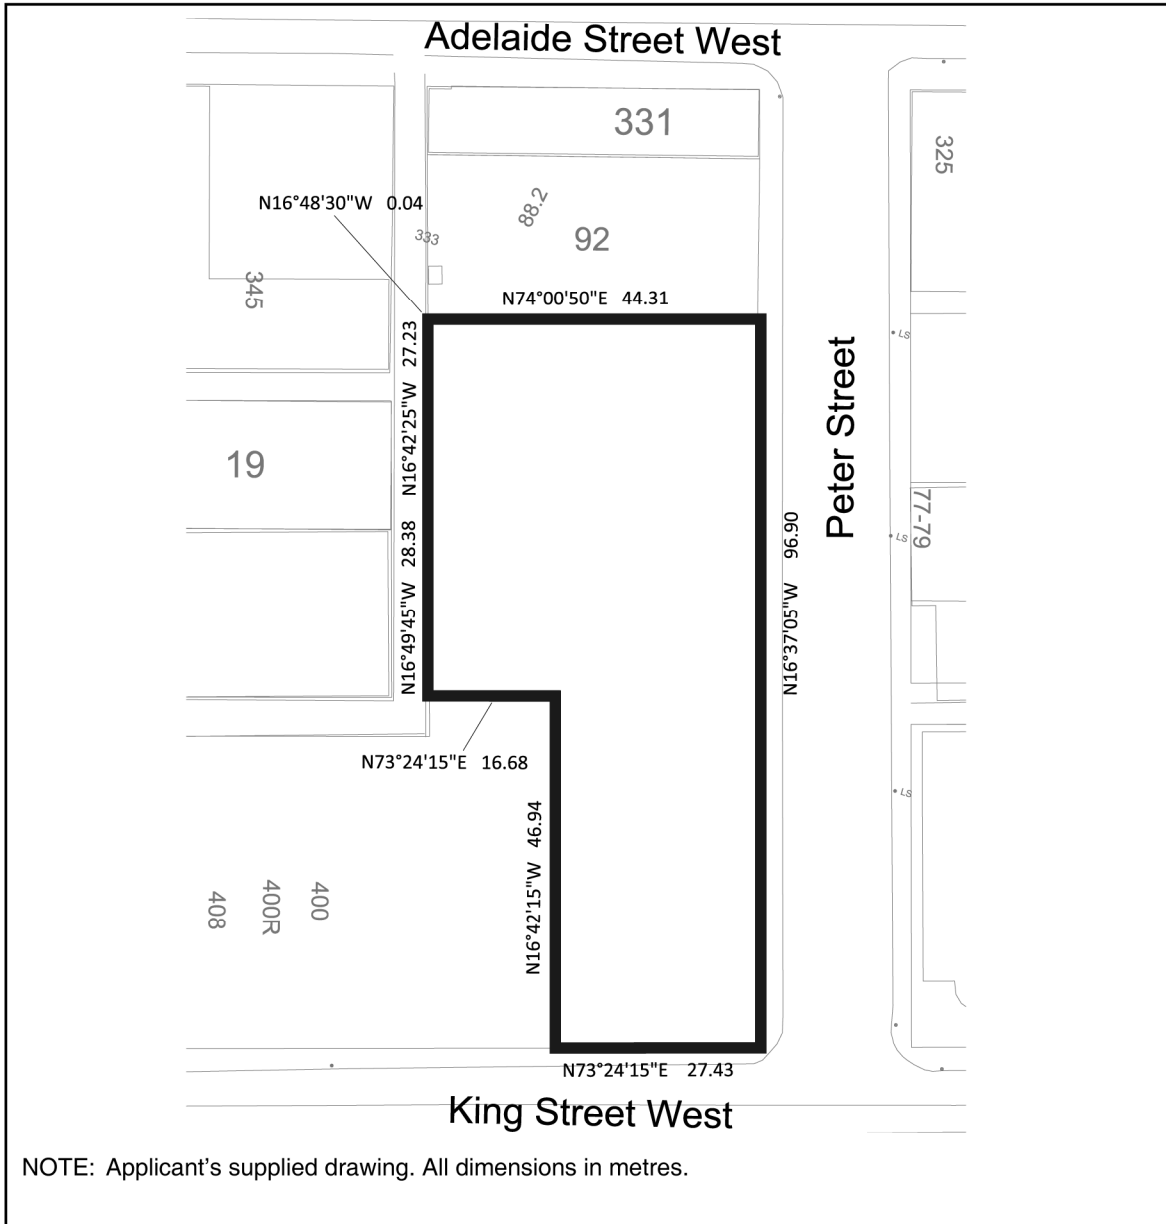 Adelaide Street West
331
325
N16°48'30"W 0.04
88.2
333
92
345
N74°00'50"E 44.31
N16°42'25"W 27.23
LS
Peter Street
19
77-79
LS
N16°49'45"W 28.38
N16°37'05"W 96.90
N73°24'15"E 16.68
LS
N16°42'15"W 46.94
408
400R
400
N73°24'15"E 27.43
King Street West
NOTE: Applicant's supplied drawing. All dimensions in metres.